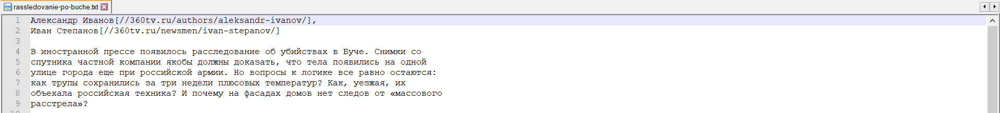 rassledovanie-po-buche.txt
1 Александр Иванов[//360tv.ru/authors/aleksandr-ivanov/],
2 Иван Степанов[//360tv.ru/newsmen/ivan-stepanov/]
3
4 В иностранной прессе появилось расследование об убийствах в Буче. Снимки со
5 спутника частной компании якобы должны доказать, что тела появились на одной
6 улице города еще при российской армии. Но вопросы к логике все равно остаются:
7 как трупы сохранились за три недели плюсовых температур? Как, уезжая, их
8 объехала российская техника? И почему на фасадах домов нет следов от «массового
9 расстрела»?
10